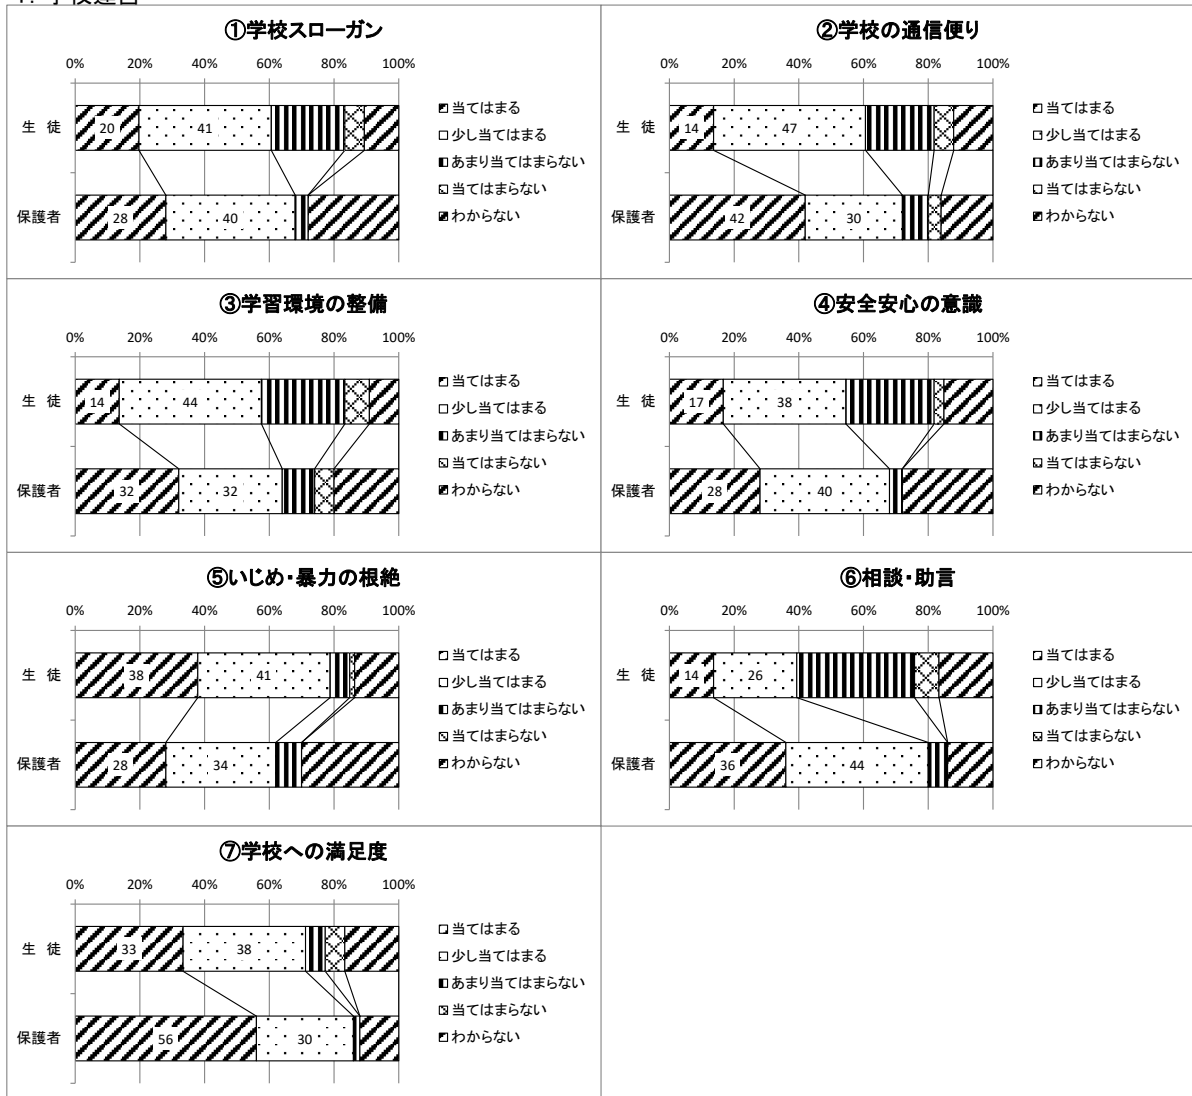 ①学校スローガン
0% 20% 40% 60% 80% 100%
生 徒 20 41
保護者 28 40
当てはまる
少し当てはまる
あまり当てはまらない
当てはまらない
わからない
②学校の通信便り
0% 20% 40% 60% 80% 100%
生 徒 14 47
保護者 42 30
当てはまる
少し当てはまる
あまり当てはまらない
当てはまらない
わからない
③学習環境の整備
0% 20% 40% 60% 80% 100%
生 徒 14 44
保護者 32 32
当てはまる
少し当てはまる
あまり当てはまらない
当てはまらない
わからない
④安全安心の意識
0% 20% 40% 60% 80% 100%
生 徒 17 38
保護者 28 40
当てはまる
少し当てはまる
あまり当てはまらない
当てはまらない
わからない
⑤いじめ・暴力の根絶
0% 20% 40% 60% 80% 100%
生 徒 38 41
保護者 28 34
当てはまる
少し当てはまる
あまり当てはまらない
当てはまらない
わからない
⑥相談・助言
0% 20% 40% 60% 80% 100%
生 徒 14 26
保護者 36 44
当てはまる
少し当てはまる
あまり当てはまらない
当てはまらない
わからない
⑦学校への満足度
0% 20% 40% 60% 80% 100%
生 徒 33 38
保護者 56 30
当てはまる
少し当てはまる
あまり当てはまらない
当てはまらない
わからない